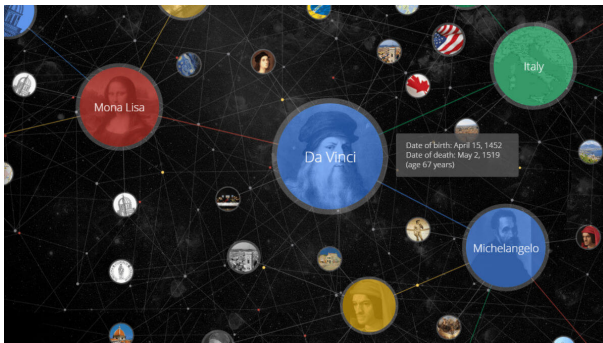 Mona Lisa
Italy
Da Vinci
Date of birth: April 15, 1452
Date of death: May 2, 1519
(age 67 years)
Michelangelo